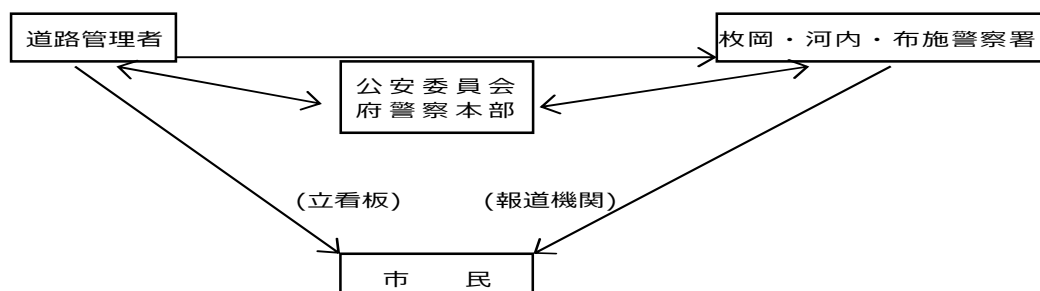 道路管理者
枚岡・河内・布施警察署
公安委員会
府警察本部
(立看板)
(報道機関)
市　　民